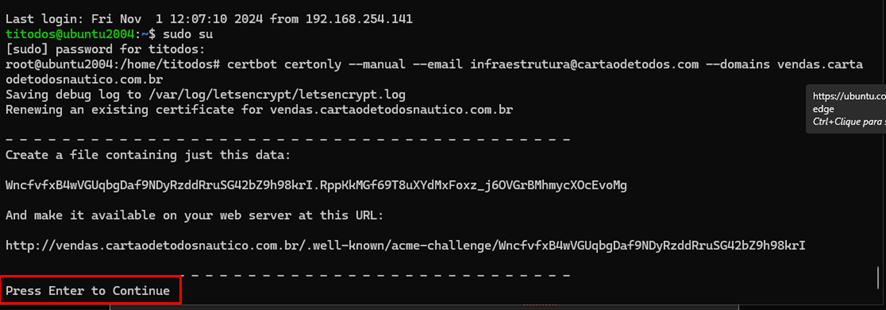 Last login: Fri Nov  1 12:07:10 2024 from 192.168.254.141
titodos@ubuntu2004:~$ sudo su
[sudo] password for titodos:
root@ubuntu2004:/home/titodos# certbot certonly --manual --email infraestrutura@cartaodetodos.com --domains vendas.carta
odetodosnautico.com.br
Saving debug log to /var/log/letsencrypt/letsencrypt.log
Renewing an existing certificate for vendas.cartaodetodosnautico.com.br
https://ubuntu.co
edge
Ctrl+Clique para s
- - - - - - - - - - - - - - - - - - - - - - - - - - - - - - - - - - - - - - - -
Create a file containing just this data:
WncfvfxB4wVGUqbgDaf9NDyRzddRruSG42bZ9h98krI.RppKkMGf69T8uXYdMxFoxz_j6OVGrBMhmycXOcEvoMg
And make it available on your web server at this URL:
http://vendas.cartaodetodosnautico.com.br/.well-known/acme-challenge/WncfvfxB4wVGUqbgDaf9NDyRzddRruSG42bZ9h98krI
- - - - - - - - - - - - - - - - - - - - - - - - - - - -
Press Enter to Continue